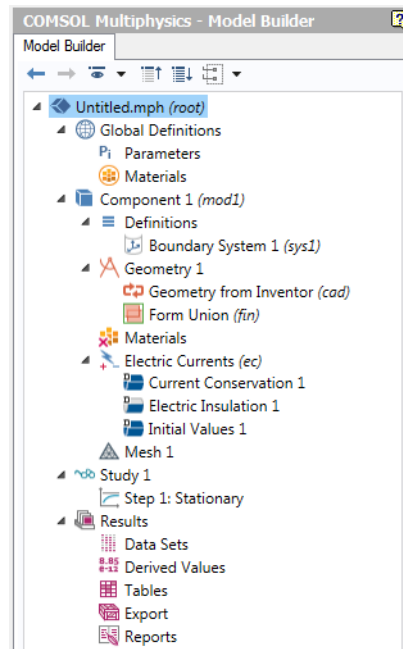 COMSOL Multiphysics - Model Builder ?
Model Builder
Untitled.mph (root)
Global Definitions
Pi Parameters
Materials
Component 1 (mod1)
Definitions
Boundary System 1 (sys1)
Geometry 1
Geometry from Inventor (cad)
Form Union (fin)
Materials
Electric Currents (ec)
D Current Conservation 1
D Electric Insulation 1
D Initial Values 1
Mesh 1
Study 1
Step 1: Stationary
Results
Data Sets
8.85 e-12 Derived Values
Tables
Export
Reports